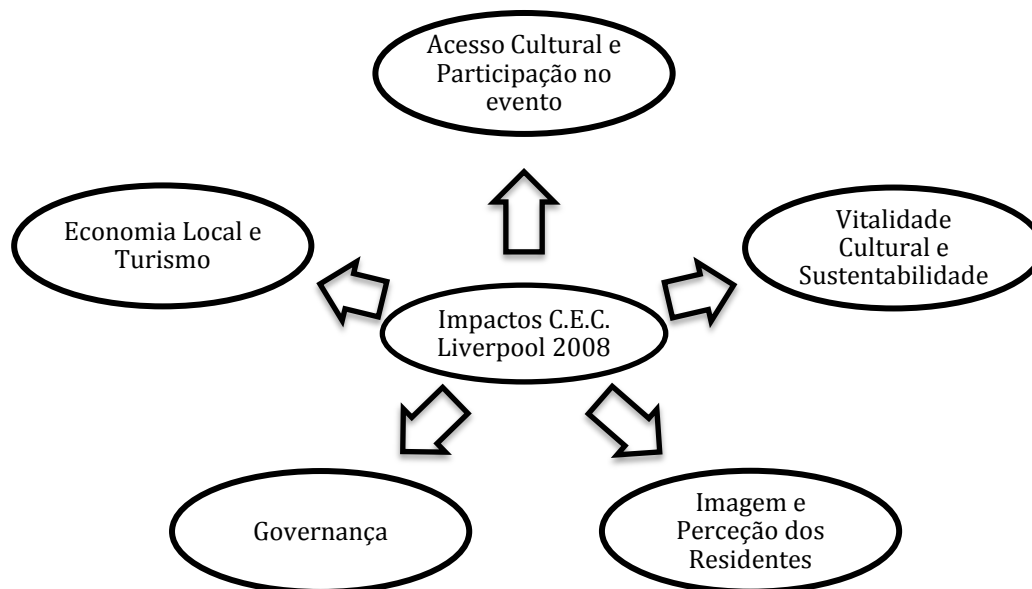 Acesso Cultural e
Participação no
evento
Economia Local e
Turismo
Vitalidade
Cultural e
Sustentabilidade
Impactos C.E.C.
Liverpool 2008
Governança
Imagem e
Perceção dos
Residentes